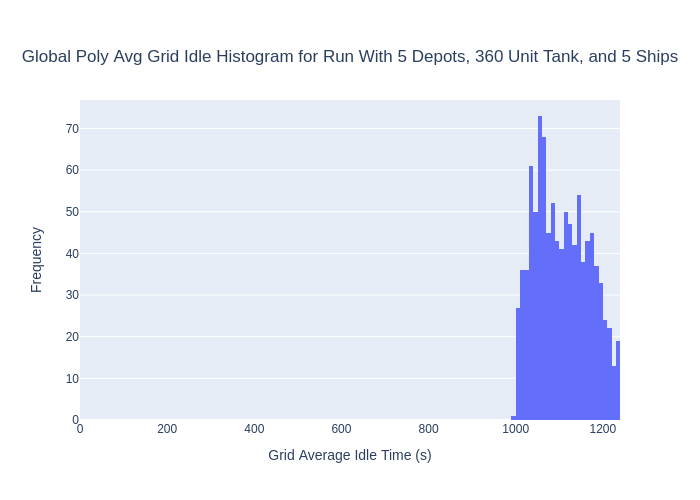 Global Poly Avg Grid Idle Histogram for Run With 5 Depots, 360 Unit Tank, and 5 Ships
70
60
50
40
30
20
10
0
0 200 400 600 800 1000 1200
Frequency
Grid Average Idle Time (s)